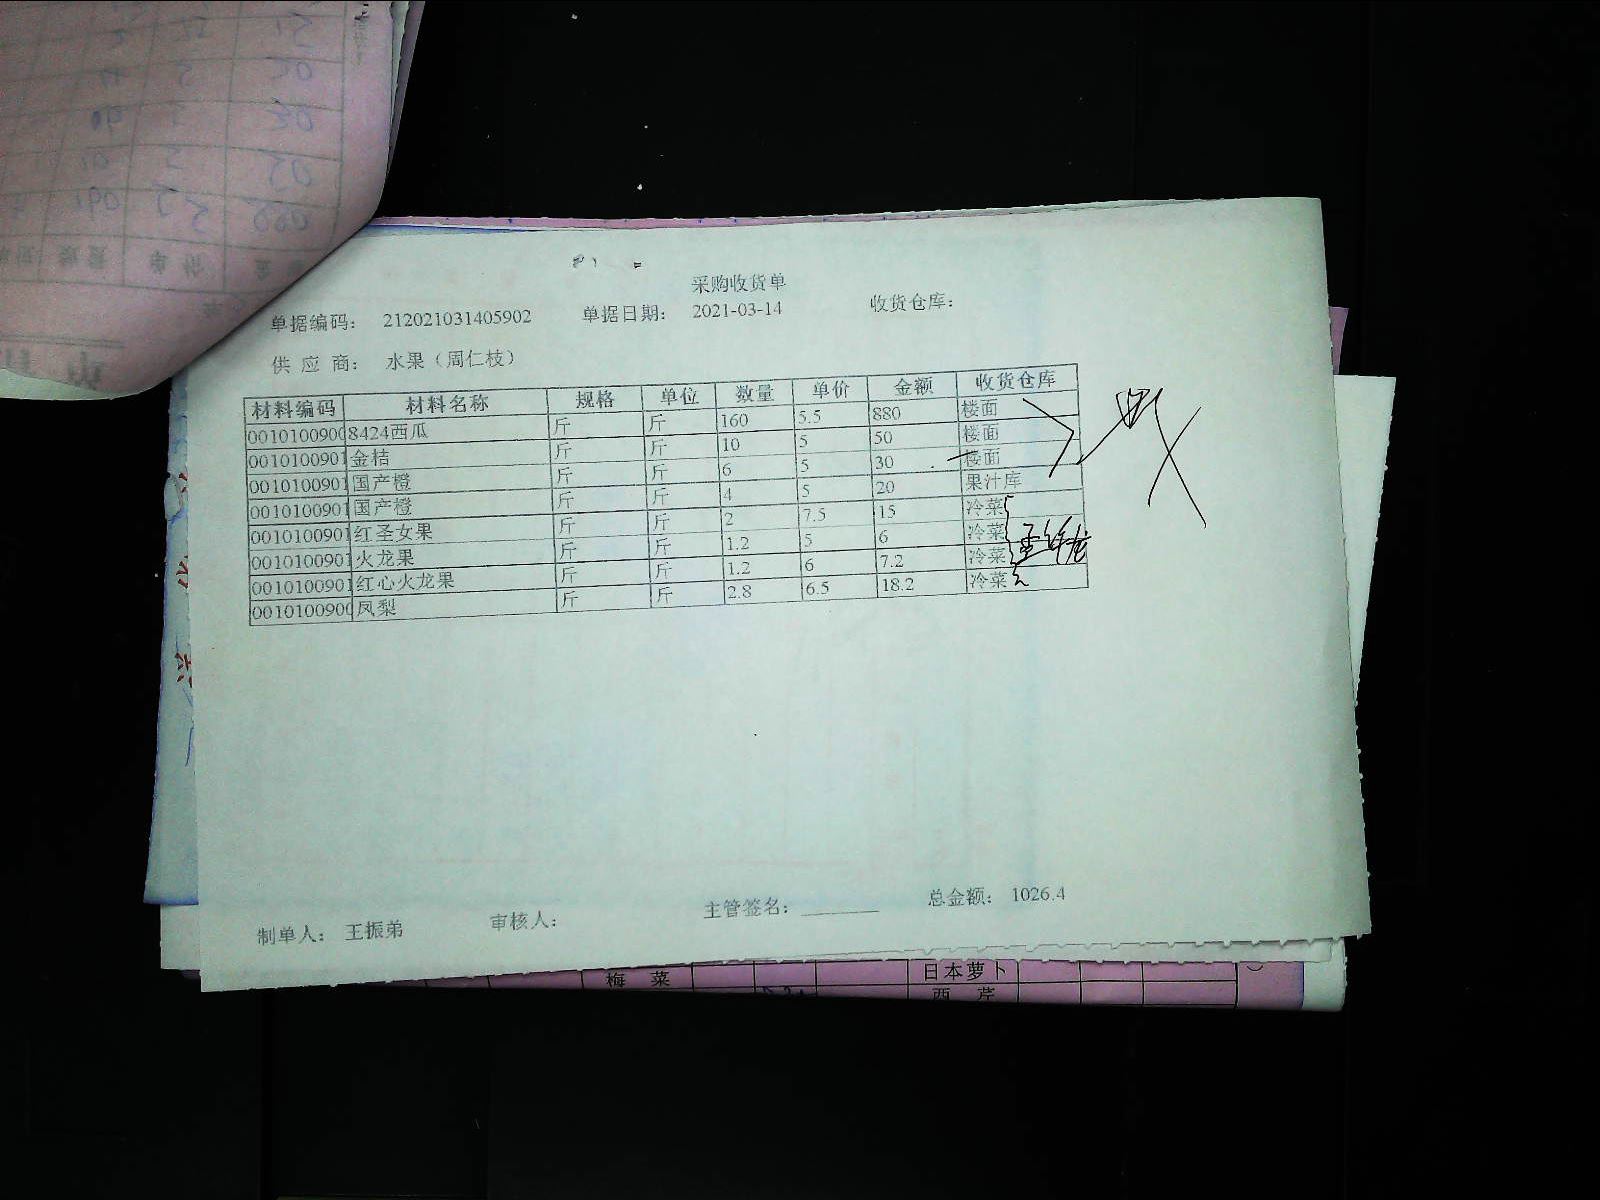 采购收货单
单据编码: 212021031405902 单据日期: 2021-03-14 收货仓库:
供 应 商: 水果（周仁枝）
材料编码 材料名称 规格 单位 数量 单价 金额 收货仓库
0010100900 8424西瓜 斤 斤 160 5.5 880 楼面
0010100901 金桔 斤 斤 10 5 50 楼面
0010100901 国产橙 斤 斤 6 5 30 楼面
0010100901 国产橙 斤 斤 4 5 20 果汁库
0010100901 红圣女果 斤 斤 2 7.5 15 冷菜
0010100901 火龙果 斤 斤 1.2 5 6 冷菜
0010100901 红心火龙果 斤 斤 1.2 6 7.2 冷菜
0010100900 凤梨 斤 斤 2.8 6.5 18.2 冷菜
制单人: 王振弟 审核人: 主管签名: 总金额: 1026.4
梅 菜 日本萝卜
西 芹